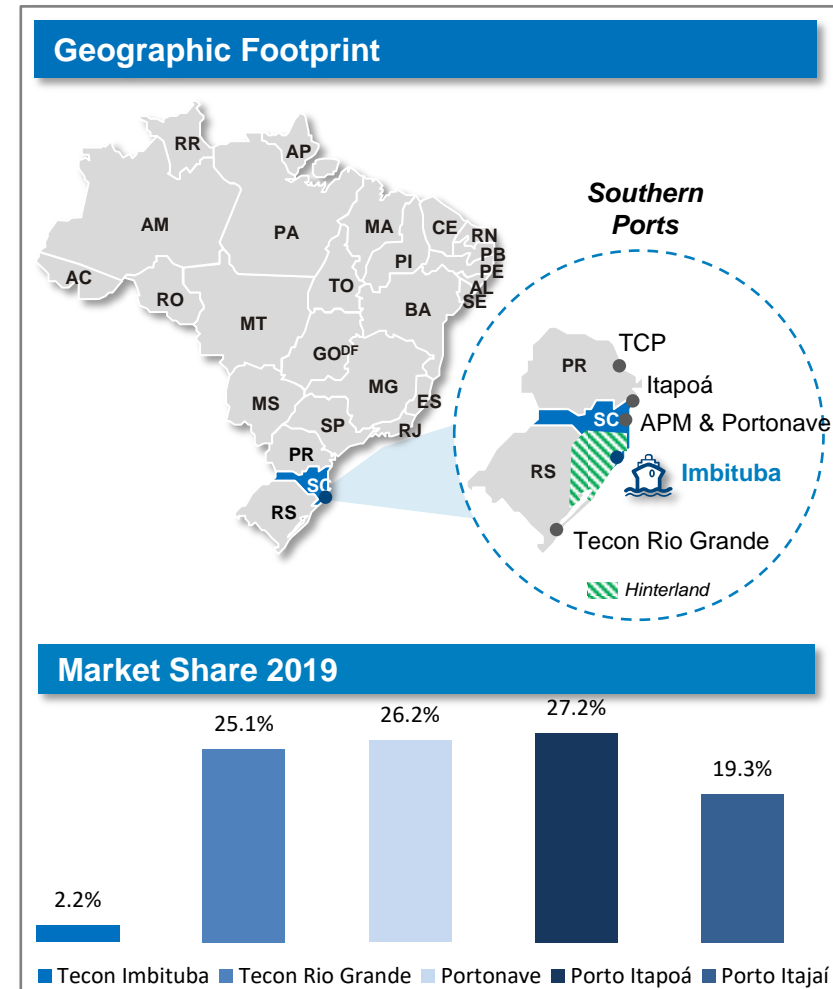 Geographic Footprint
RR
AP
AM
PA
MA
CE
RN
PB
PE
AL
SE
PI
AC
RO
TO
BA
MT
GO DF
MG
ES
MS
SP
RJ
PR
SC
RS
Southern
Ports
TCP
PR
Itapoá
SC
APM & Portonave
RS
Imbituba
Tecon Rio Grande
Hinterland
Market Share 2019
2.2%
25.1%
26.2%
27.2%
19.3%
Tecon Imbituba Tecon Rio Grande Portonave Porto Itapoá Porto Itajaí